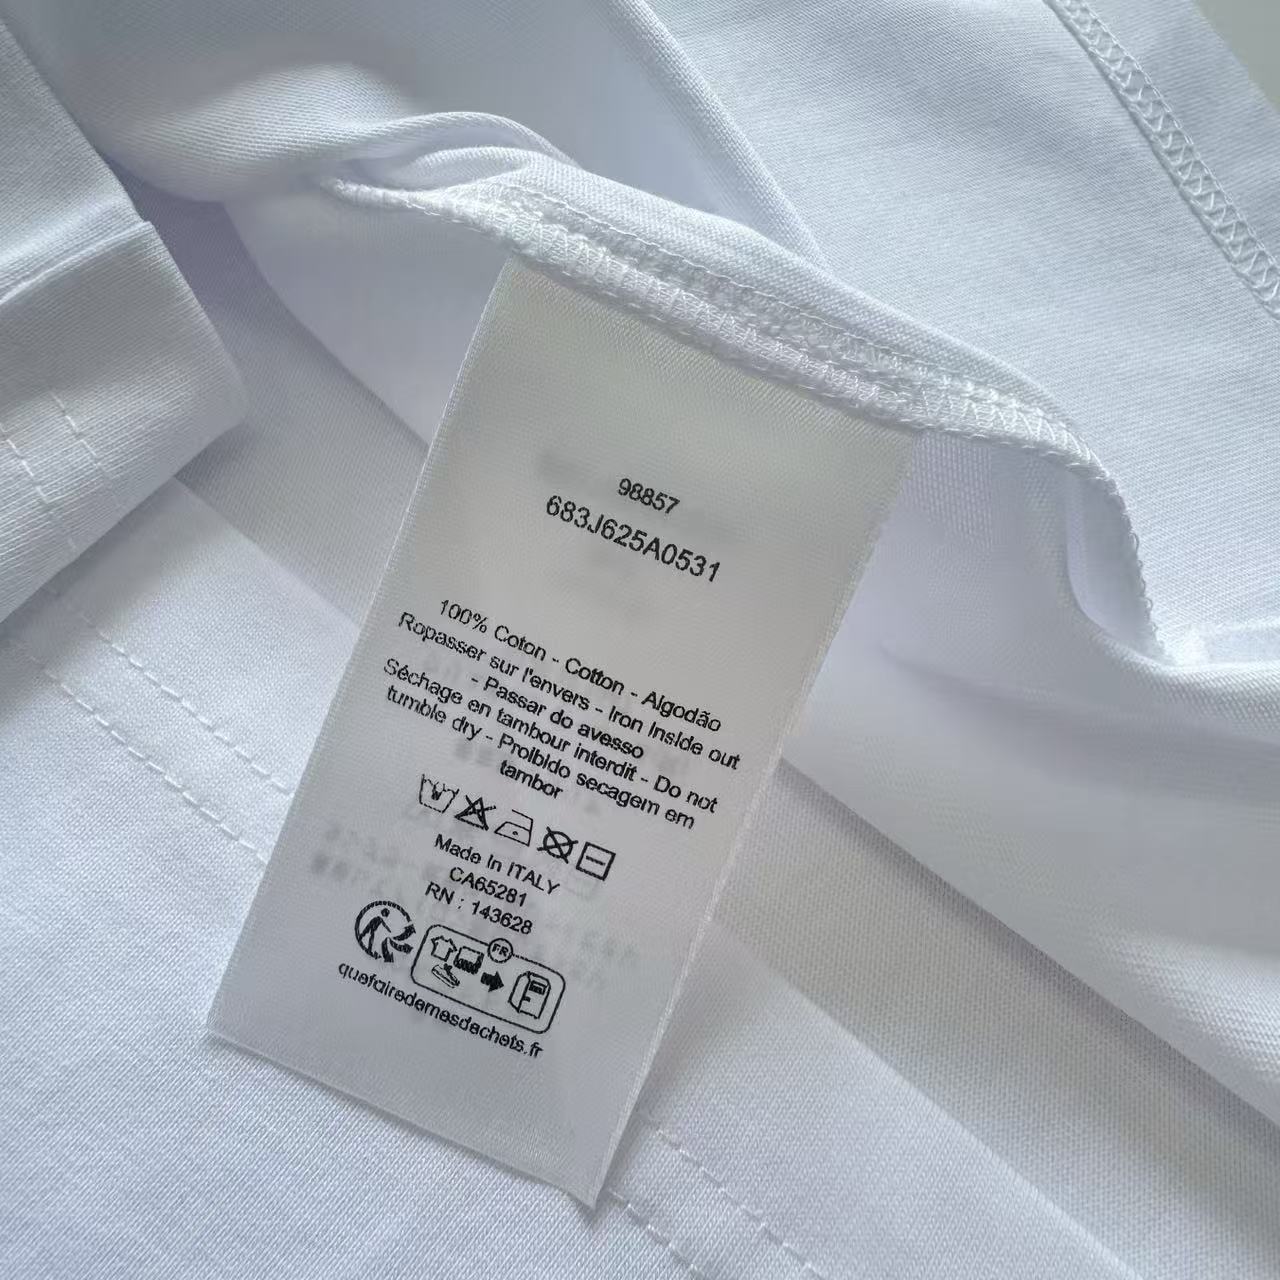 98857
683J625A0531
100% Coton - Cotton - Algodão
Ropasser sur l'envers - Iron Inside out
- Passar do avesso
Séchage en tambour interdit - Do not
tumble dry - Proibido secagem em
tambor
Made In ITALY
CA65281
RN : 143628
FR
quefairedemesdechets.fr